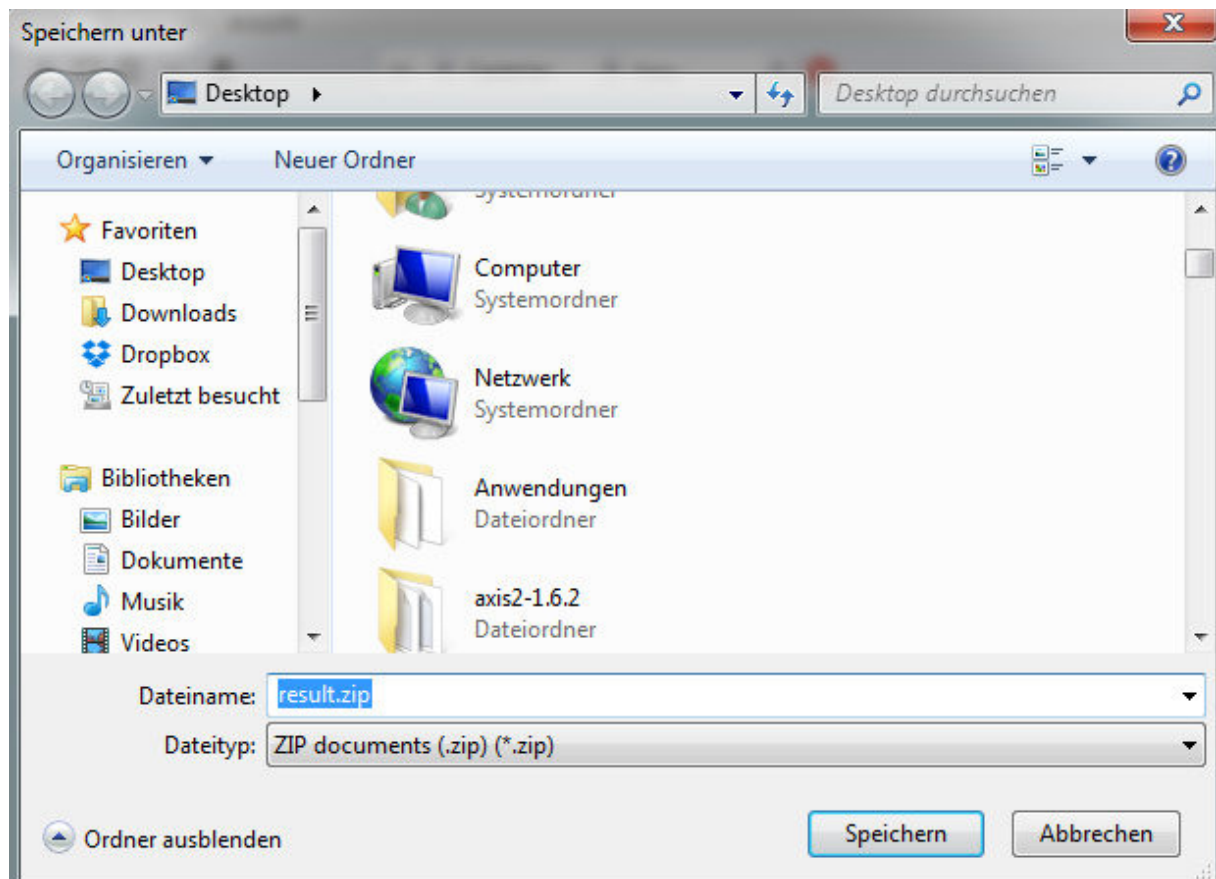 Speichern unter
Desktop
Desktop durchsuchen
Organisieren
Neuer Ordner
Favoriten
Desktop
Downloads
Dropbox
Zuletzt besucht
Bibliotheken
Bilder
Dokumente
Musik
Videos
Systemordner
Computer
Systemordner
Netzwerk
Systemordner
Anwendungen
Dateiordner
axis2-1.6.2
Dateiordner
Dateiname: result.zip
Dateityp: ZIP documents (.zip) (*.zip)
Ordner ausblenden
Speichern
Abbrechen